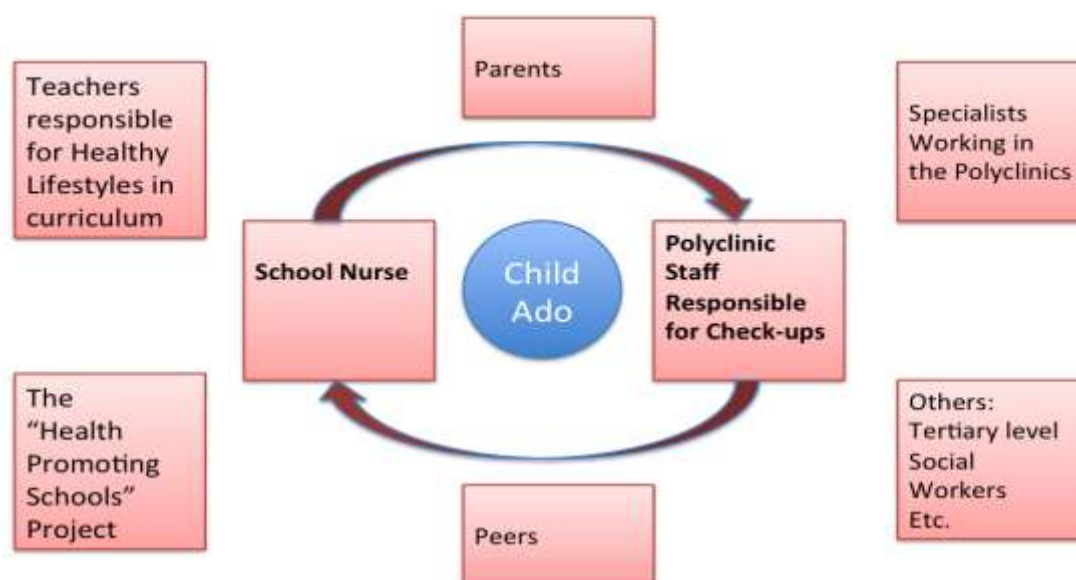 Parents
Teachers
responsible
for Healthy
Lifestyles in
curriculum
Specialists
Working in
the Polyclinics
School Nurse
Child
Ado
Polyclinic
Staff
Responsible
for Check-ups
The
“Health
Promoting
Schools”
Project
Others:
Tertiary level
Social
Workers
Etc.
Peers